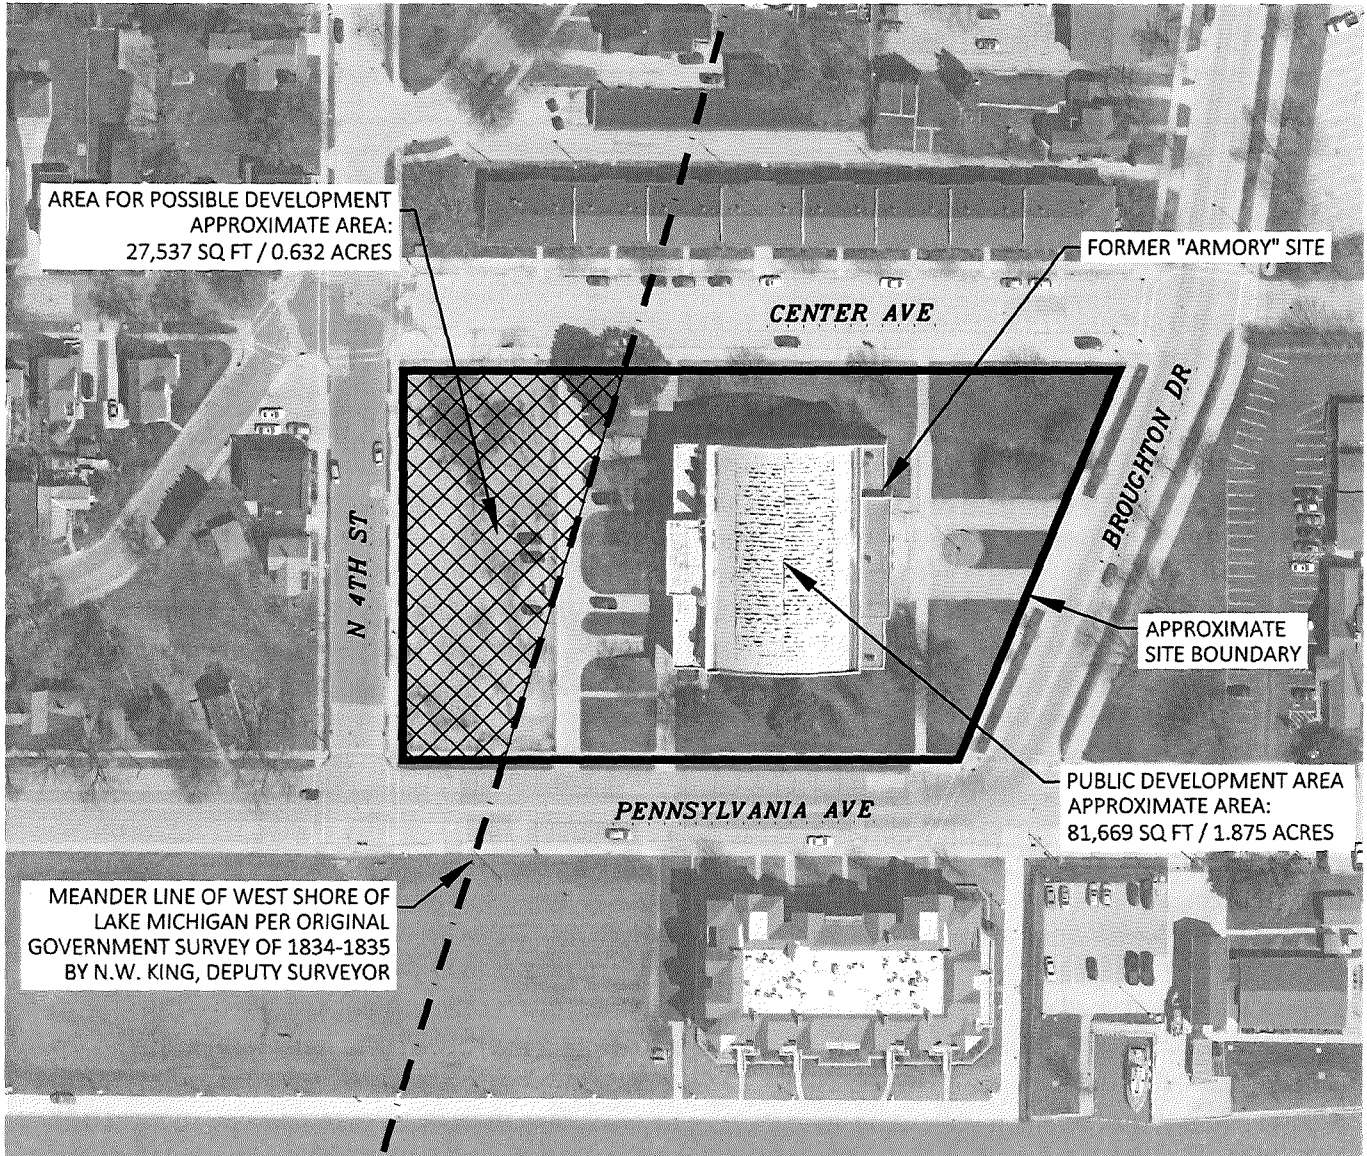 AREA FOR POSSIBLE DEVELOPMENT
APPROXIMATE AREA:
27,537 SQ FT / 0.632 ACRES
FORMER "ARMORY" SITE
CENTER AVE
BROUGHTON DR
N 4TH ST
APPROXIMATE
SITE BOUNDARY
PUBLIC DEVELOPMENT AREA
APPROXIMATE AREA:
81,669 SQ FT / 1.875 ACRES
PENNSYLVANIA AVE
MEANDER LINE OF WEST SHORE OF
LAKE MICHIGAN PER ORIGINAL
GOVERNMENT SURVEY OF 1834-1835
BY N.W. KING, DEPUTY SURVEYOR